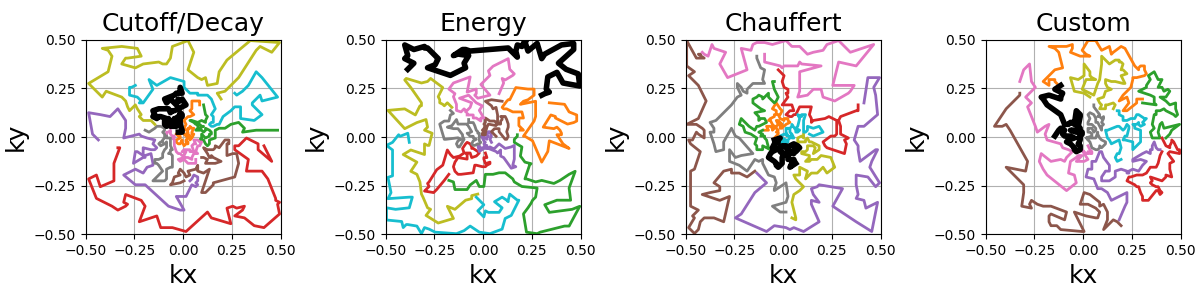 Cutoff/Decay Energy Chauffert Custom
0.50 0.50 0.50 0.50
0.25 0.25 0.25 0.25
ky 0.00 ky 0.00 ky 0.00 ky 0.00
−0.25 −0.25 −0.25 −0.25
−0.50 −0.50 −0.50 −0.50
−0.50 −0.25 0.00 0.25 0.50 −0.50 −0.25 0.00 0.25 0.50 −0.50 −0.25 0.00 0.25 0.50 −0.50 −0.25 0.00 0.25 0.50
kx kx kx kx